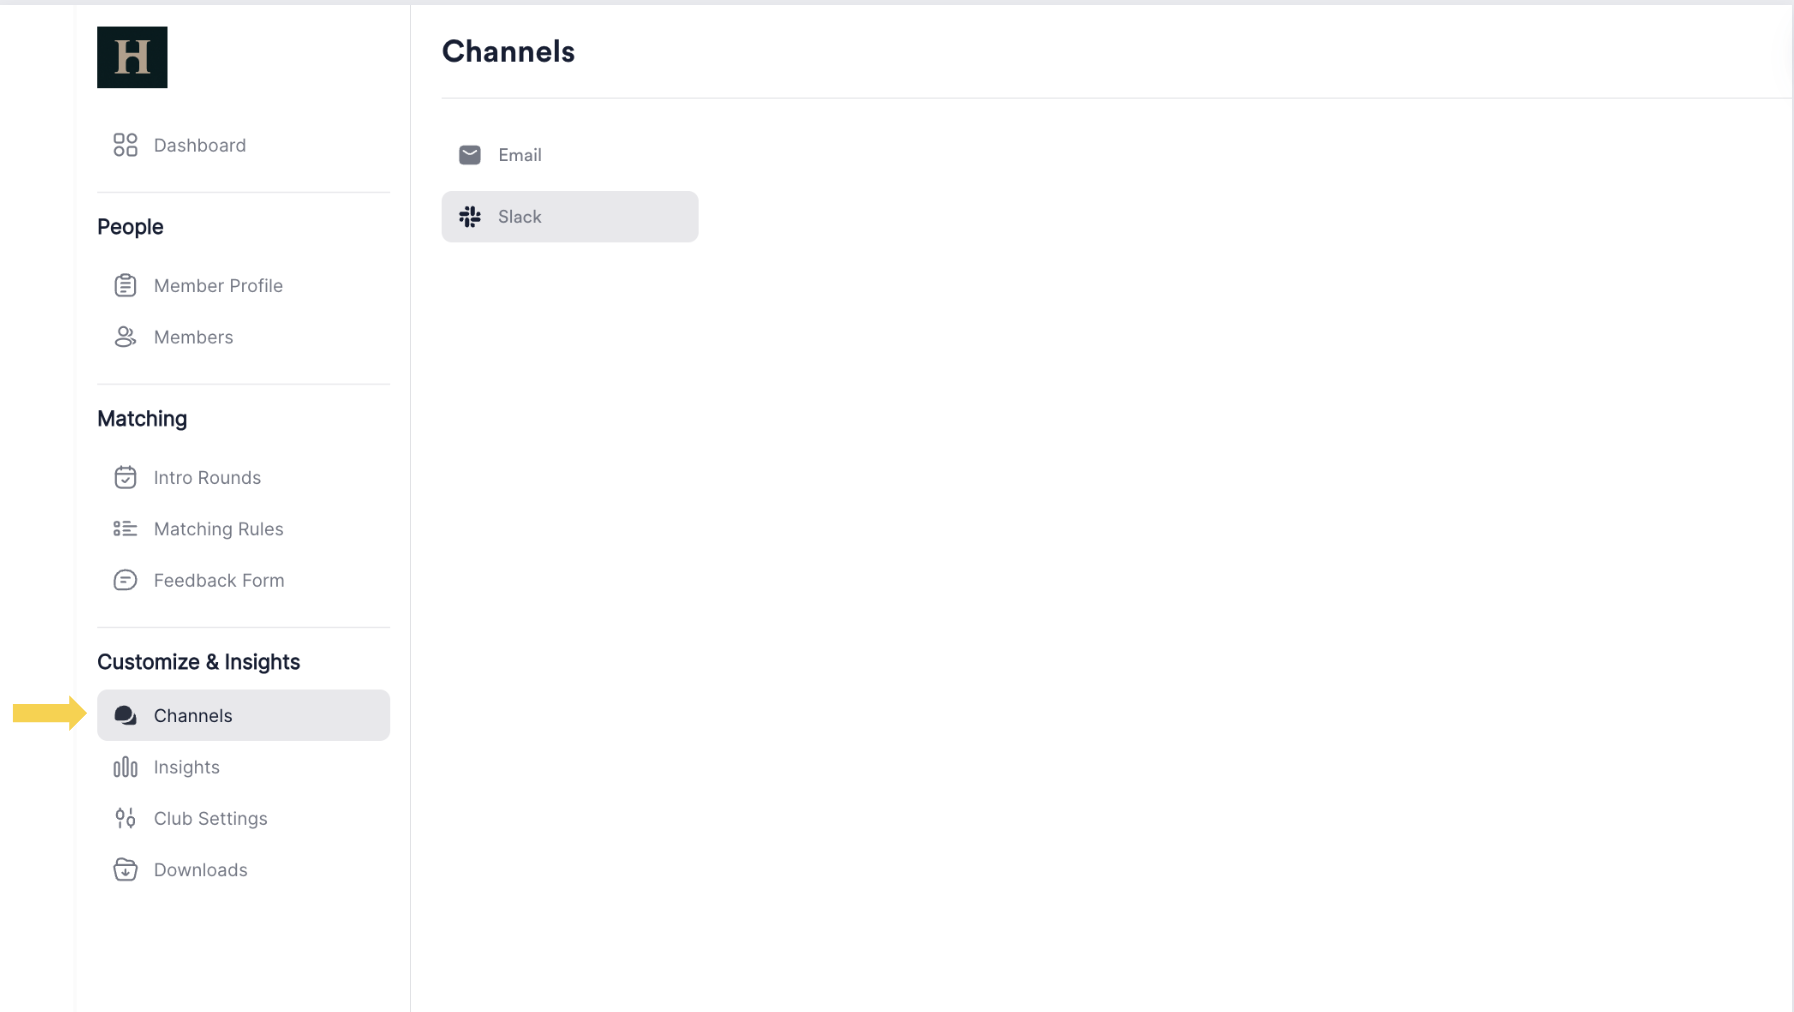 H
Dashboard
People
Member Profile
Members
Matching
Intro Rounds
Matching Rules
Feedback Form
Customize & Insights
Channels
Insights
Club Settings
Downloads
Channels
Email
Slack